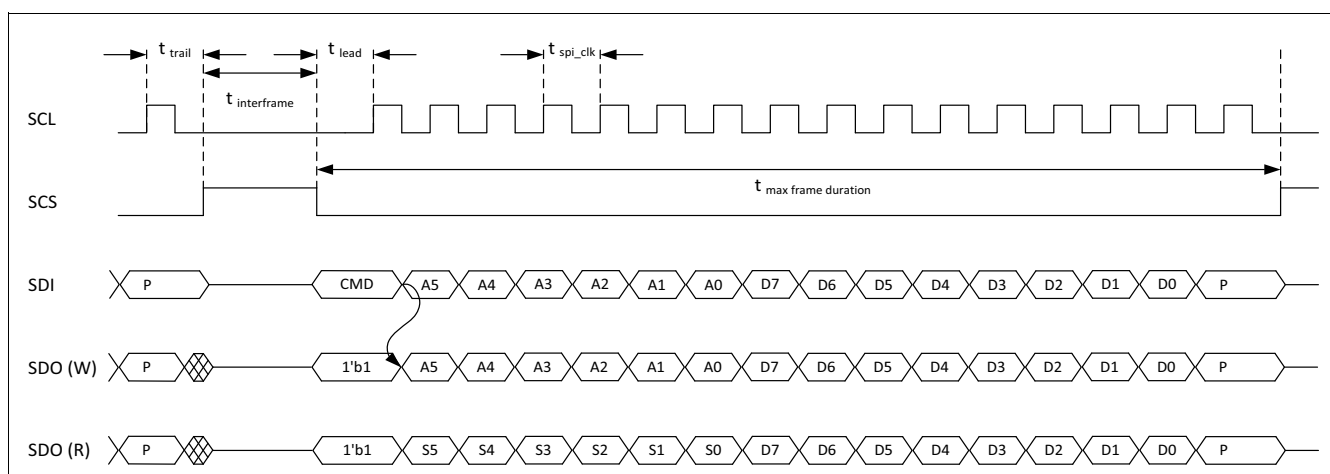 t trail t lead t spi_clk
t interframe
SCL
t max frame duration
SCS
SDI P CMD A5 A4 A3 A2 A1 A0 D7 D6 D5 D4 D3 D2 D1 D0 P
SDO (W) P 1'b1 A5 A4 A3 A2 A1 A0 D7 D6 D5 D4 D3 D2 D1 D0 P
SDO (R) P 1'b1 S5 S4 S3 S2 S1 S0 D7 D6 D5 D4 D3 D2 D1 D0 P